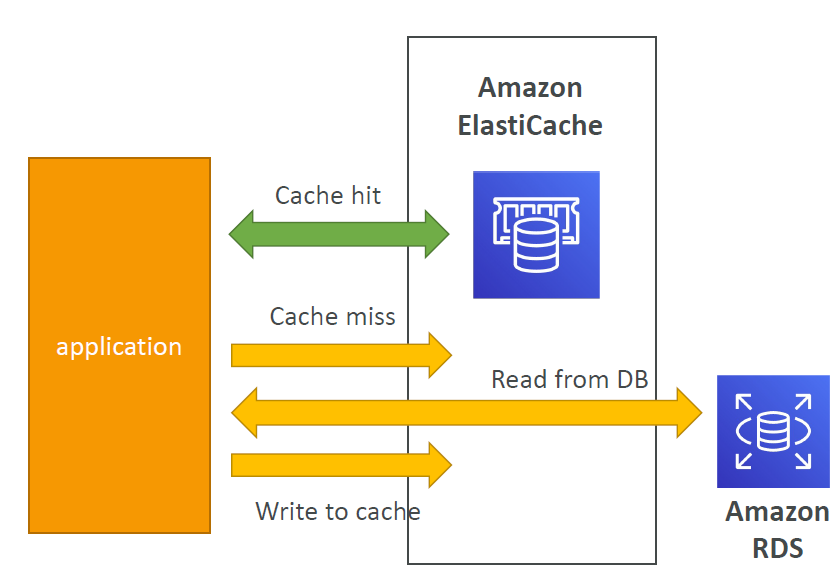 Amazon
ElastiCache
Cache hit
application
Cache miss
Read from DB
Write to cache
Amazon
RDS